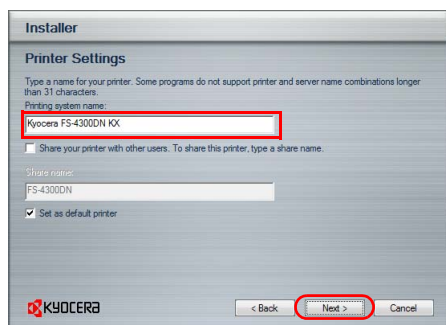 Installer
Printer Settings
Type a name for your printer. Some programs do not support printer and server name combinations longer
than 31 characters.
Printing system name:
Kyocera FS-4300DN KX
Share your printer with other users. To share this printer, type a share name.
Share name:
FS-4300DN
Set as default printer
KYOCERA
< Back
Next >
Cancel